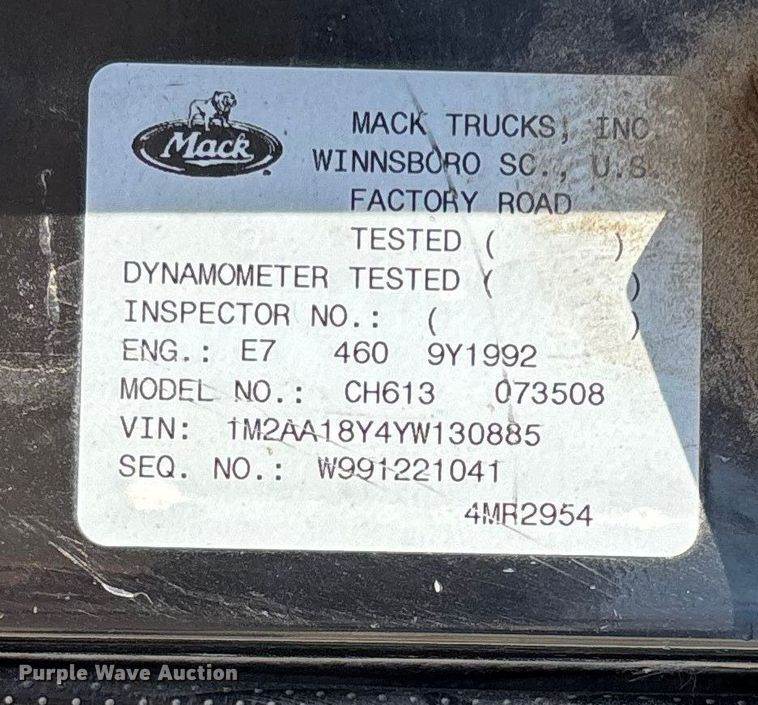 Mack
MACK TRUCKS, INC.
WINNSBORO SC., U.S.
FACTORY ROAD
TESTED ( )
DYNAMOMETER TESTED ( )
INSPECTOR NO.: ( )
ENG.: E7 460 9Y1992
MODEL NO.: CH613 073508
VIN: 1M2AA18Y4YW130885
SEQ. NO.: W991221041
4MR2954
Purple Wave Auction